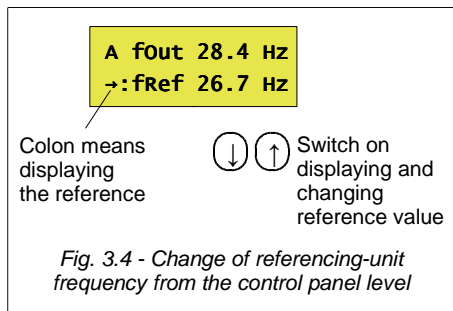 A fOut 28.4 Hz
→:fRef 26.7 Hz
Colon means
displaying
the reference
↓ ↑ Switch on
displaying and
changing
reference value
Fig. 3.4 - Change of referencing-unit
frequency from the control panel level